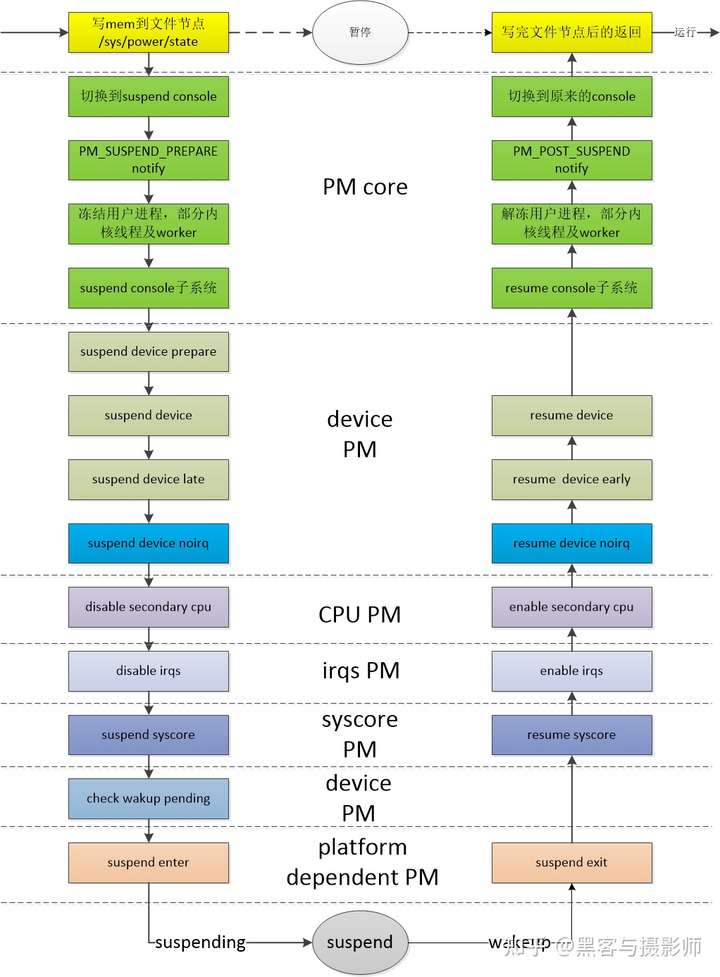 写mem到文件节点
/sys/power/state
暂停
写完文件节点后的返回
运行
切换到suspend console
切换到原来的console
PM_SUSPEND_PREPARE
notify
PM_POST_SUSPEND
notify
PM core
冻结用户进程，部分内
核线程及worker
解冻用户进程，部分内
核线程及worker
suspend console子系统
resume console子系统
suspend device prepare
suspend device
device
PM
resume device
suspend device late
resume  device early
suspend device noirq
resume device noirq
disable secondary cpu
CPU PM
enable secondary cpu
disable irqs
irqs PM
enable irqs
suspend syscore
syscore
PM
resume syscore
check wakup pending
device
PM
suspend enter
platform
dependent PM
suspend exit
suspending
suspend
wakeup
知乎 @黑客与摄影师